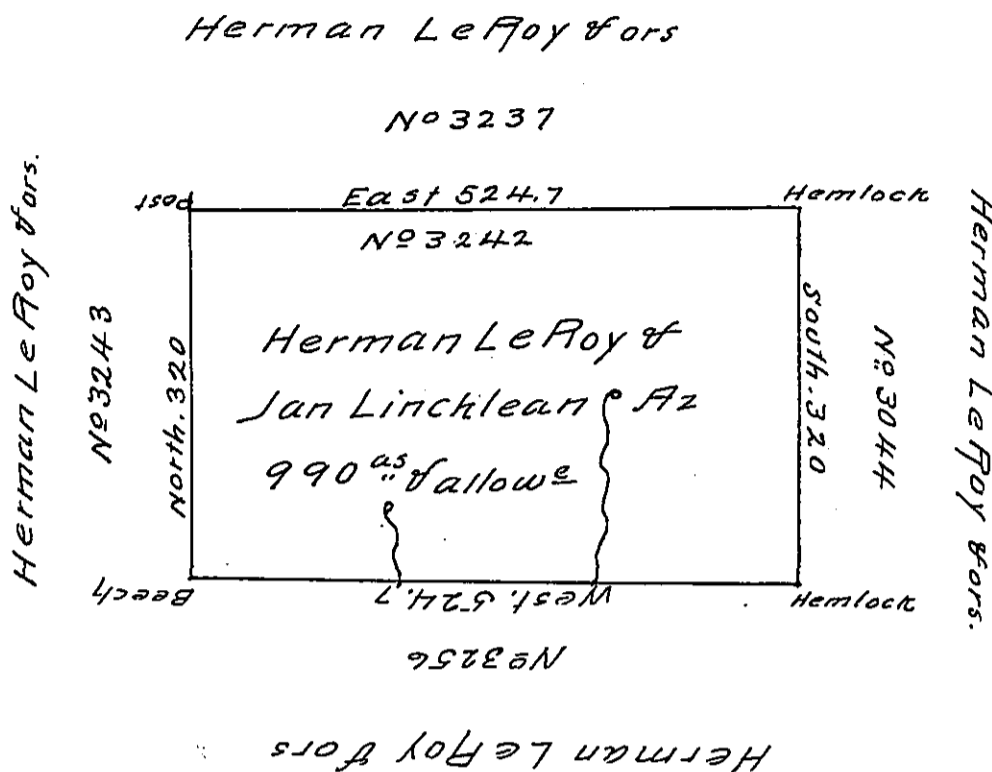 Herman LeRoy & ors
No 3237
Post
East 524.7
Hemlock
No 3242
Herman LeRoy & ors.
No 3243
North. 320
Herman LeRoy &
Jan Linchlean Az
990 as & allowe
South. 320
No 3044
Herman LeRoy & ors.
Beech
West. 524.7
Hemlock
No 3256
Herman LeRoy & ors